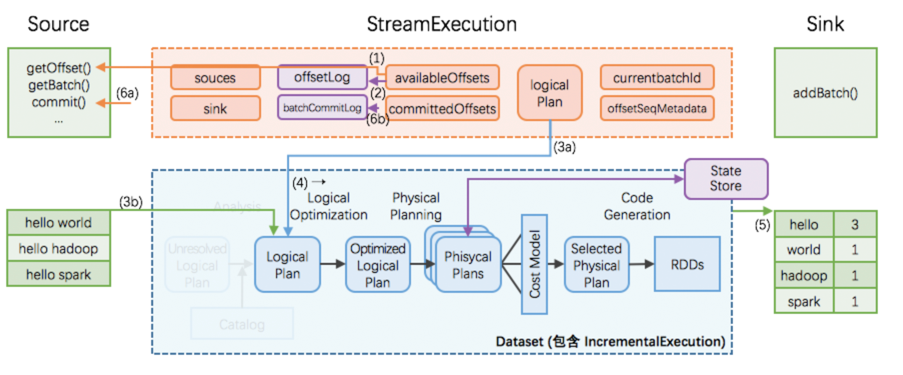 Source
StreamExecution
Sink
getOffset()
getBatch()
commit()
...
(6a)
(1)
souces
offsetLog
availableOffsets
logical
Plan
currentbatchId
(2)
sink
batchCommitLog
(6b)
committedOffsets
offsetSeqMetadata
addBatch()
(3a)
State
Store
(3b)
(4) →
Analysis
Logical
Optimization
Physical
Planning
Code
Generation
(5)
hello world
hello hadoop
hello spark
Unresolved
Logical
Plan
Logical
Plan
Optimized
Logical
Plan
Phisycal
Plans
Cost Model
Selected
Physical
Plan
RDDs
Catalog
hello 3
world 1
hadoop 1
spark 1
Dataset (包含 IncrementalExecution)